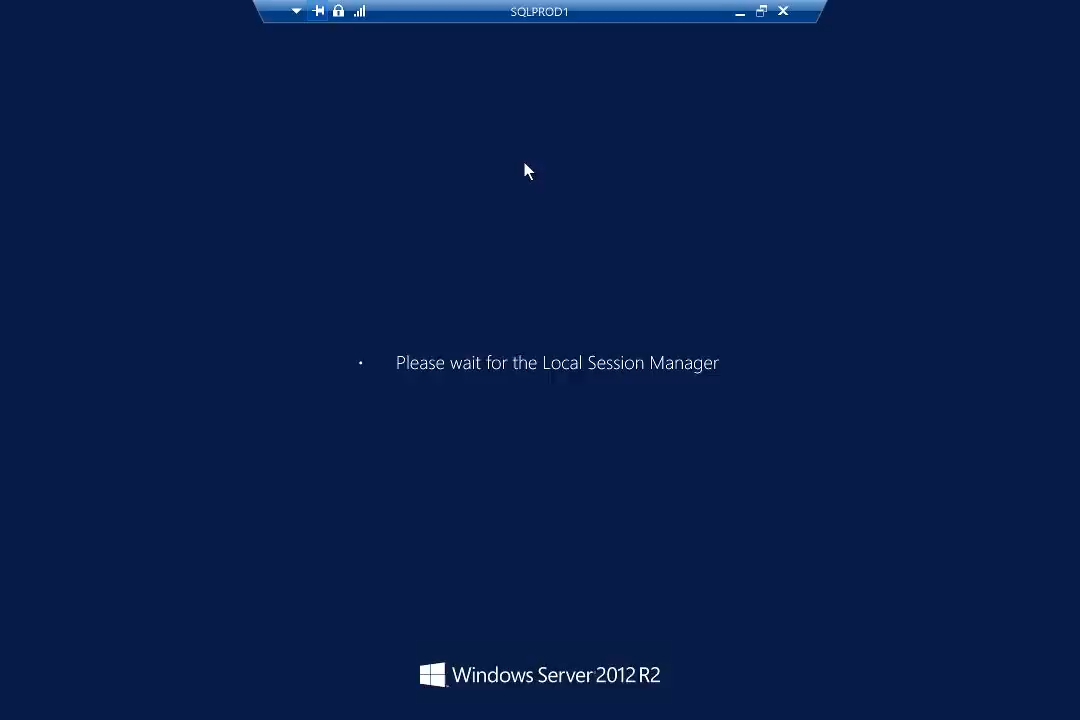 SQLPROD1
Please wait for the Local Session Manager
Windows Server 2012 R2